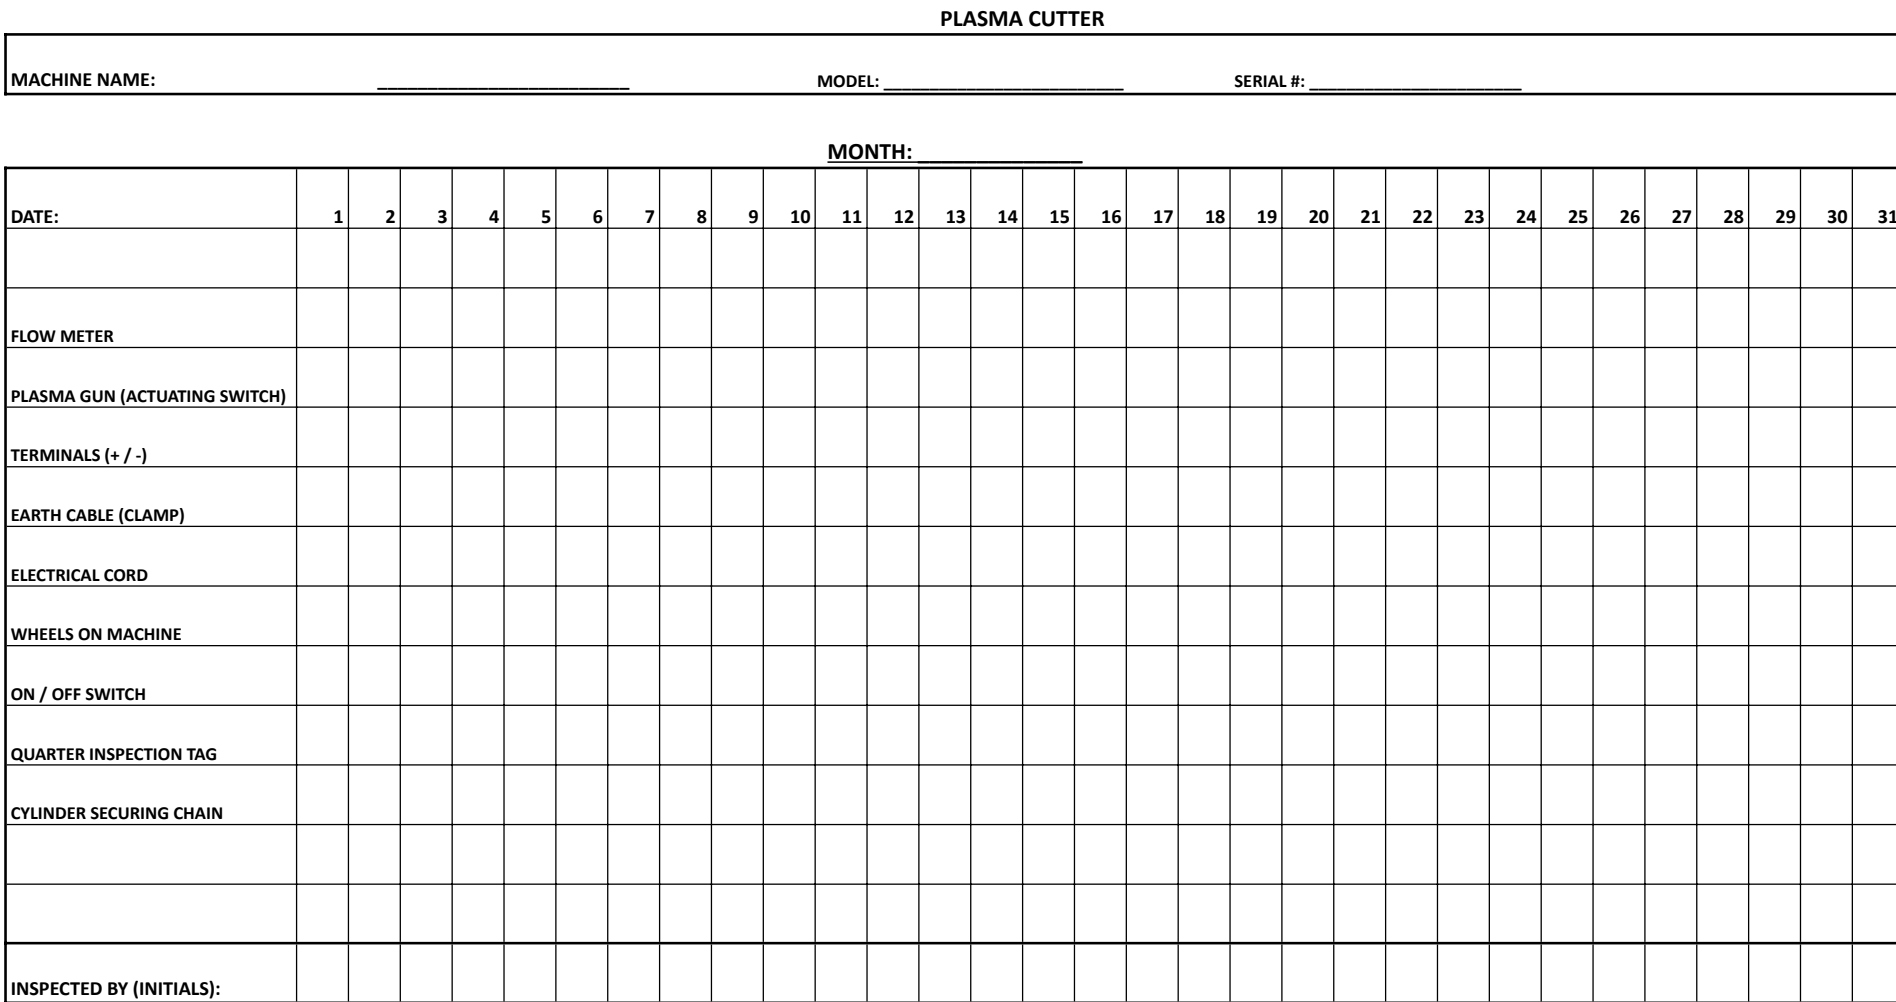 PLASMA CUTTER
MACHINE NAME: _________________________ MODEL: _________________________ SERIAL #: ______________________
MONTH: ______________
DATE: 1 2 3 4 5 6 7 8 9 10 11 12 13 14 15 16 17 18 19 20 21 22 23 24 25 26 27 28 29 30 31
FLOW METER
PLASMA GUN (ACTUATING SWITCH)
TERMINALS (+ / -)
EARTH CABLE (CLAMP)
ELECTRICAL CORD
WHEELS ON MACHINE
ON / OFF SWITCH
QUARTER INSPECTION TAG
CYLINDER SECURING CHAIN
INSPECTED BY (INITIALS):